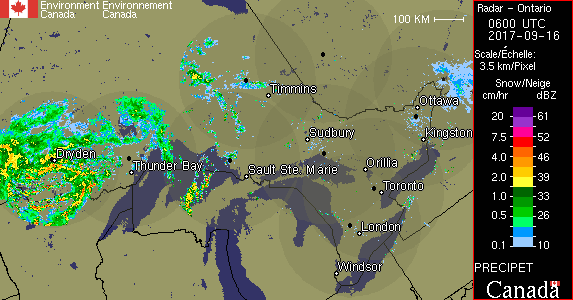 Environment Environnement
Canada Canada
100 KM
Timmins
Ottawa
Sudbury
Kingston
Dryden
Thunder Bay
Sault Ste. Marie
Orillia
Toronto
London
Windsor
Radar - Ontario
0600 UTC
2017-09-16
Scale/Échelle:
3.5 km/Pixel
Snow/Neige
cm/hr dBZ
20 61
7.5 57
5.0 52
4.0 46
2.0 39
1.0 33
0.5 26
0.1 10
PRECIPET
Canada